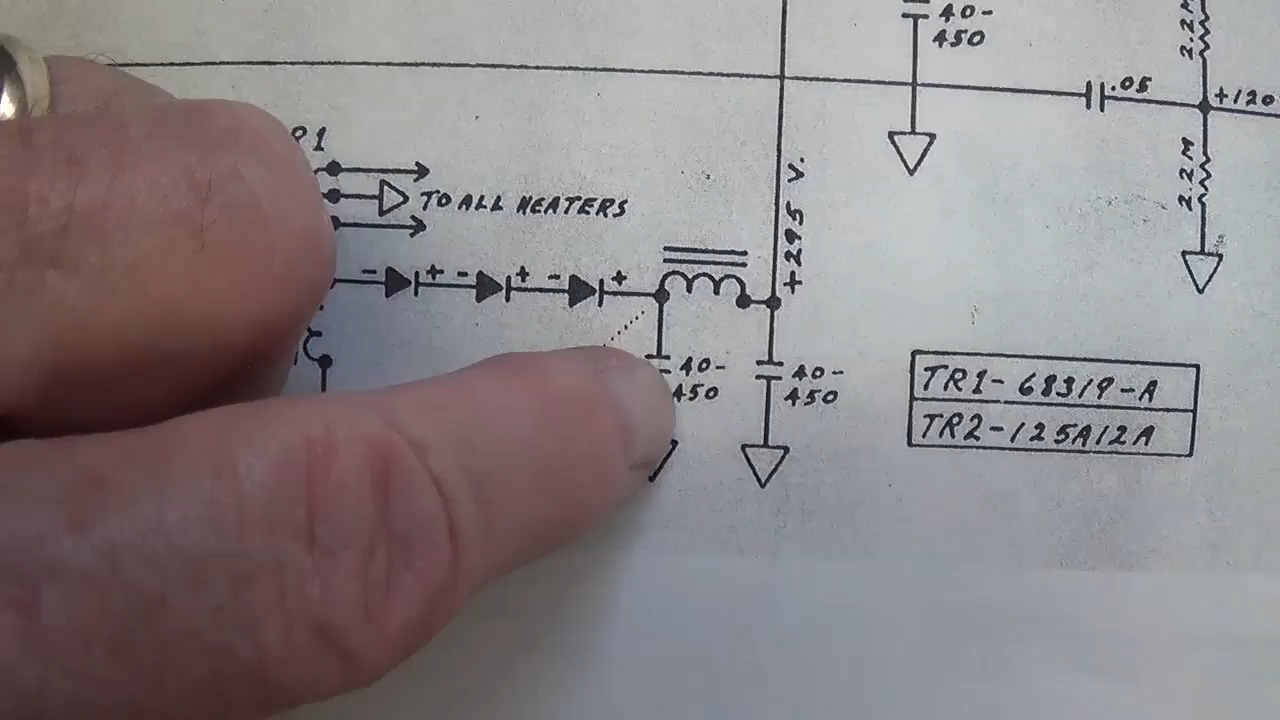 40-
450
2.2M
.05
+120
2.2M
P1
TO ALL HEATERS
- + - + - +
+295 V.
40-
450
40-
450
TR1-68319-A
TR2-125A12A